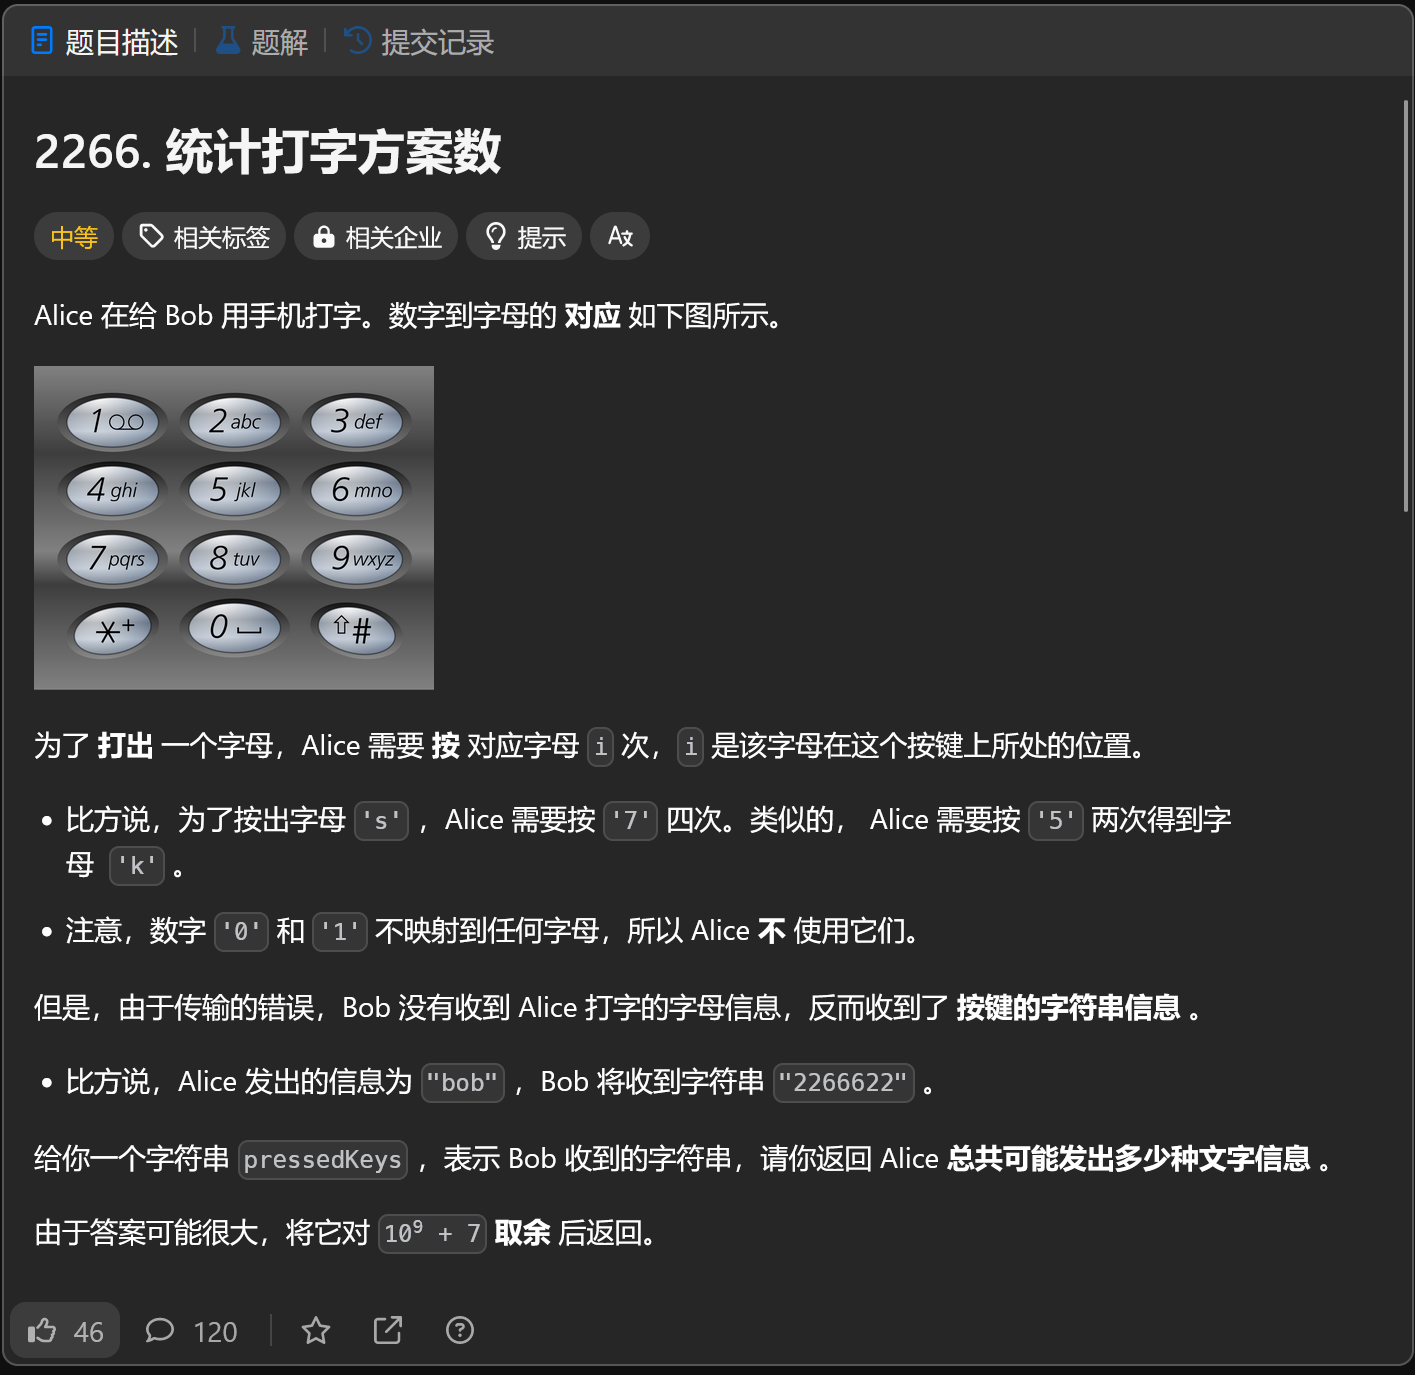 题目描述 | 题解 | 提交记录
2266. 统计打字方案数
中等 相关标签 相关企业 提示
Alice 在给 Bob 用手机打字。数字到字母的 对应 如下图所示。
1 2 abc 3 def
4 ghi 5 jkl 6 mno
7 pqrs 8 tuv 9 wxyz
* + 0 ⇧ #
为了 打出 一个字母，Alice 需要 按 对应字母 i 次，i 是该字母在这个按键上所处的位置。
• 比方说，为了按出字母 's' ，Alice 需要按 '7' 四次。类似的， Alice 需要按 '5' 两次得到字
母 'k' 。
• 注意，数字 '0' 和 '1' 不映射到任何字母，所以 Alice 不 使用它们。
但是，由于传输的错误，Bob 没有收到 Alice 打字的字母信息，反而收到了 按键的字符串信息 。
• 比方说，Alice 发出的信息为 "bob" ，Bob 将收到字符串 "2266622" 。
给你一个字符串 pressedKeys ，表示 Bob 收到的字符串，请你返回 Alice 总共可能发出多少种文字信息 。
由于答案可能很大，将它对 10⁹ + 7 取余 后返回。
46 120